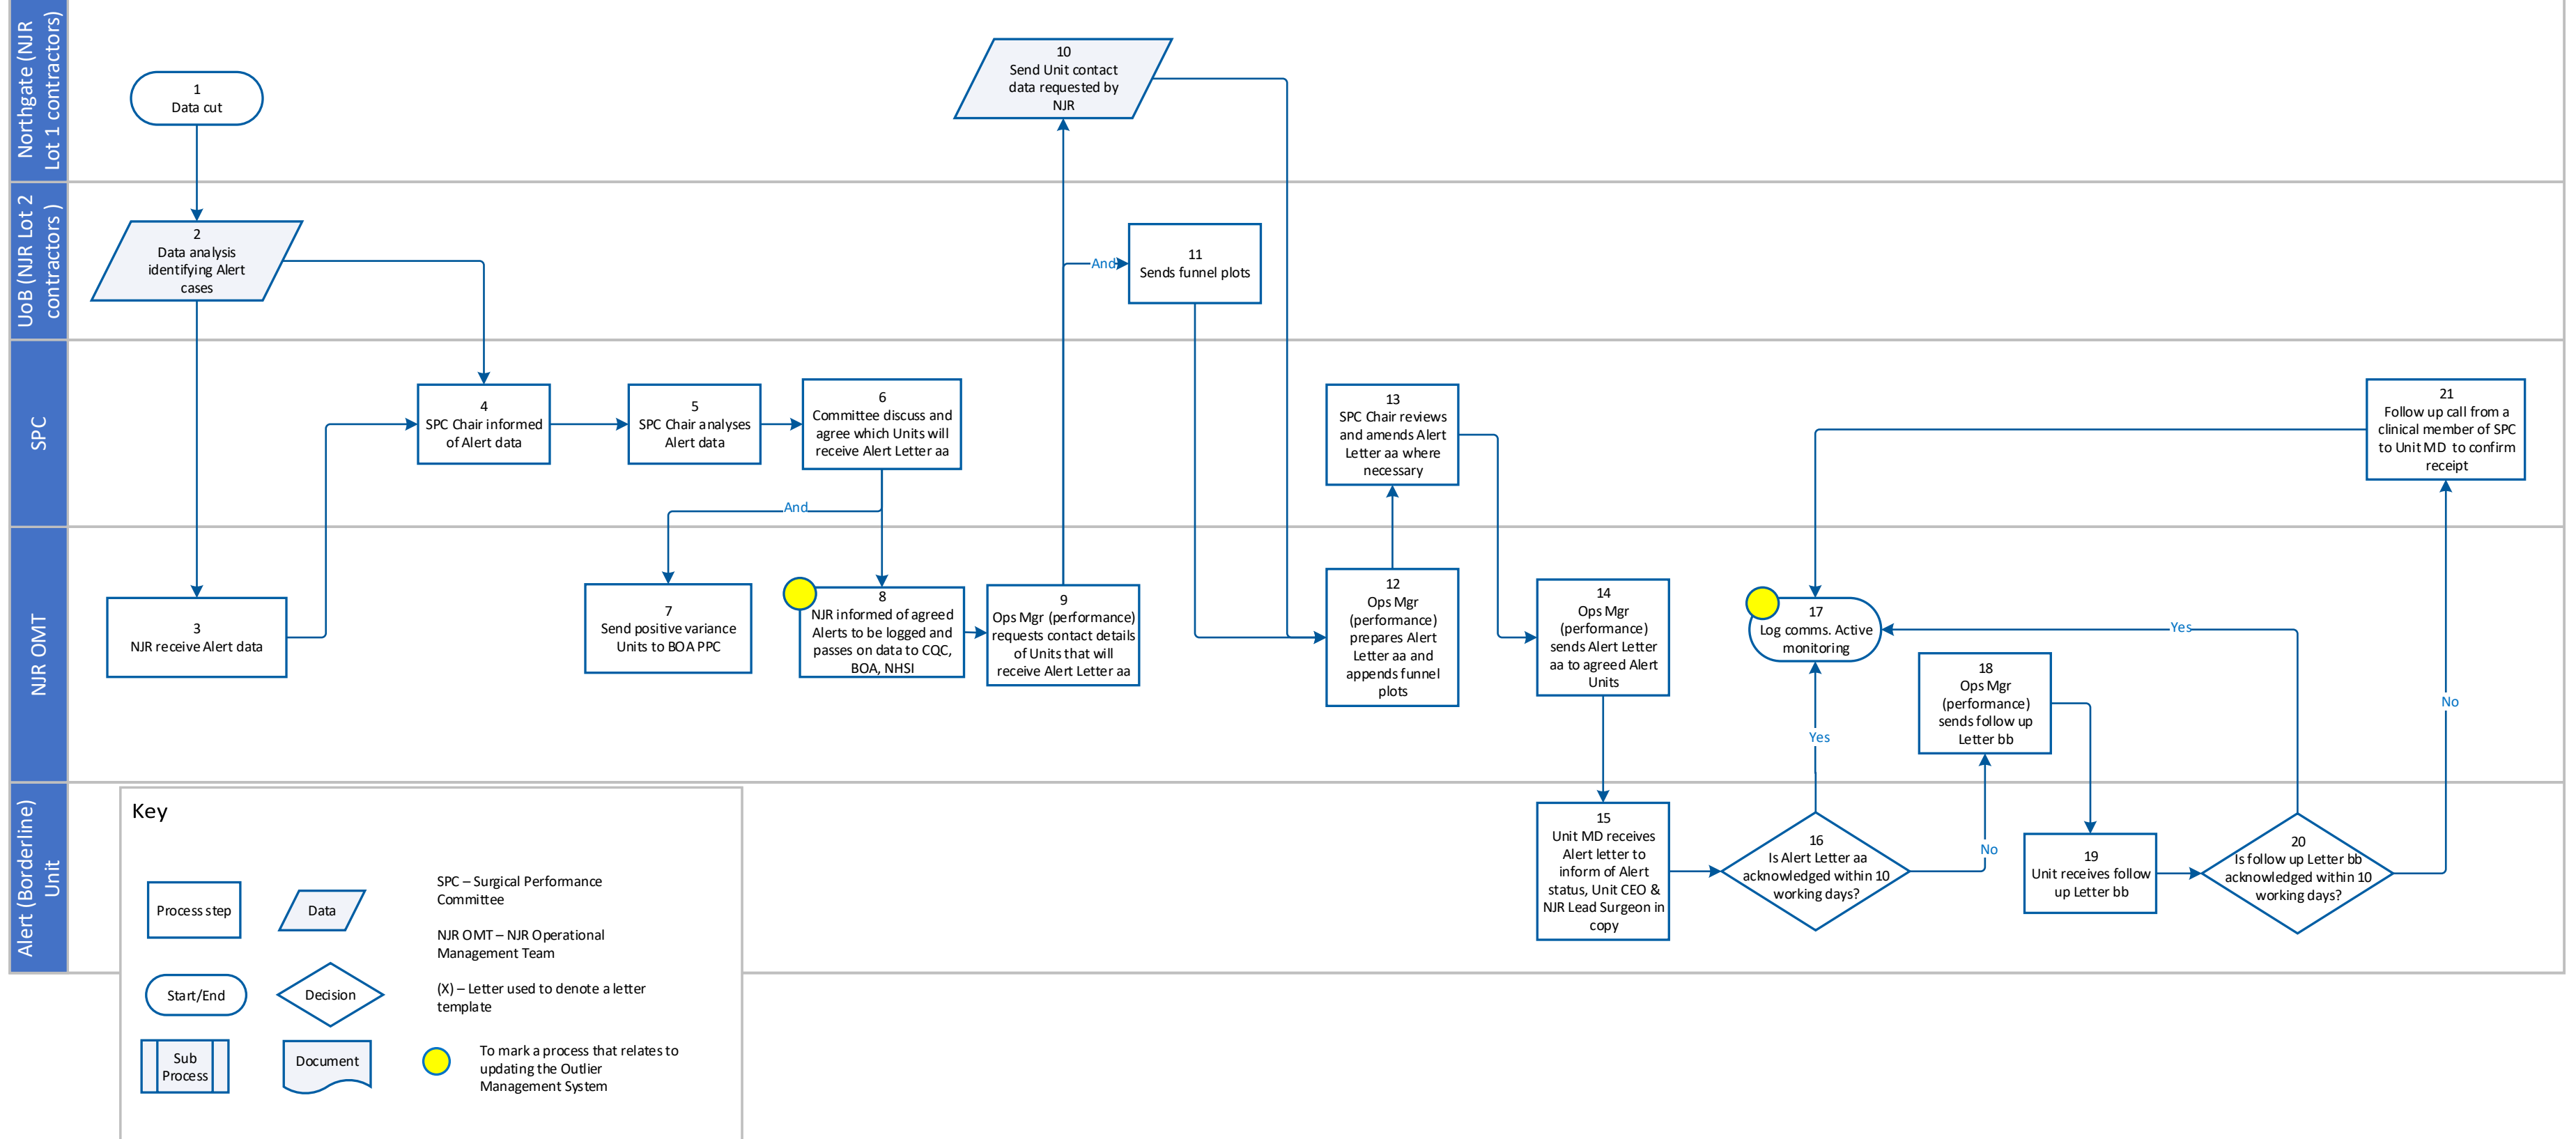 Northgate (NJR
Lot 1 contractors)
1
Data cut
10
Send Unit contact
data requested by
NJR
UoB (NJR Lot 2
contractors )
2
Data analysis
identifying Alert
cases
And
11
Sends funnel plots
SPC
4
SPC Chair informed
of Alert data
5
SPC Chair analyses
Alert data
6
Committee discuss and
agree which Units will
receive Alert Letter aa
And
13
SPC Chair reviews
and amends Alert
Letter aa where
necessary
21
Follow up call from a
clinical member of SPC
to Unit MD to confirm
receipt
NJR OMT
3
NJR receive Alert data
7
Send positive variance
Units to BOA PPC
8
NJR informed of agreed
Alerts to be logged and
passes on data to CQC,
BOA, NHSI
9
Ops Mgr (performance)
requests contact details
of Units that will
receive Alert Letter aa
12
Ops Mgr
(performance)
prepares Alert
Letter aa and
appends funnel
plots
14
Ops Mgr
(performance)
sends Alert Letter
aa to agreed Alert
Units
17
Log comms. Active
monitoring
Yes
Yes
18
Ops Mgr
(performance)
sends follow up
Letter bb
No
Alert (Borderline)
Unit
15
Unit MD receives
Alert letter to
inform of Alert
status, Unit CEO &
NJR Lead Surgeon in
copy
16
Is Alert Letter aa
acknowledged within 10
working days?
No
19
Unit receives follow
up Letter bb
20
Is follow up Letter bb
acknowledged within 10
working days?
Key
Process step
Data
Start/End
Decision
Sub
Process
Document
SPC – Surgical Performance
Committee
NJR OMT – NJR Operational
Management Team
(X) – Letter used to denote a letter
template
To mark a process that relates to
updating the Outlier
Management System